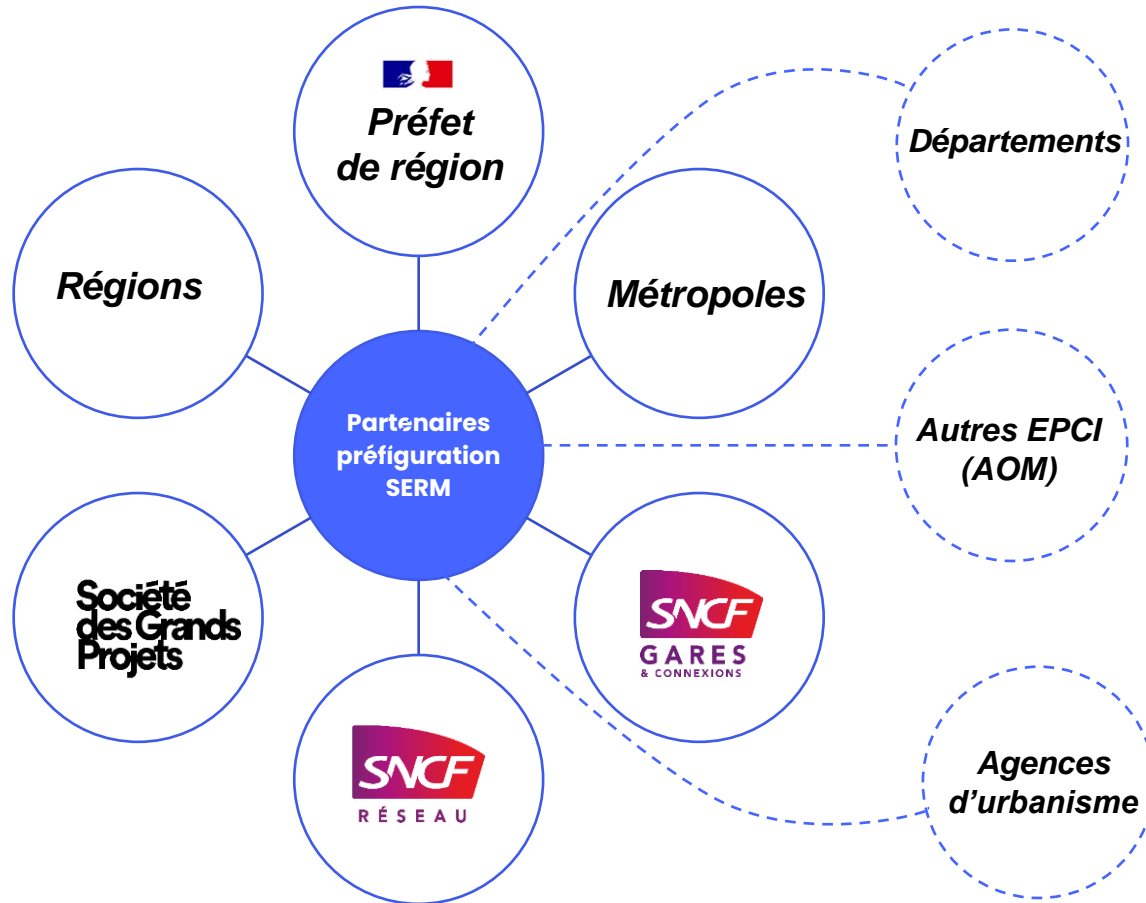 Préfet
de région
Départements
Régions
Métropoles
Partenaires
préfiguration
SERM
Autres EPCI
(AOM)
Société
des Grands
Projets
SNCF
GARES
& CONNEXIONS
SNCF
RÉSEAU
Agences
d’urbanisme